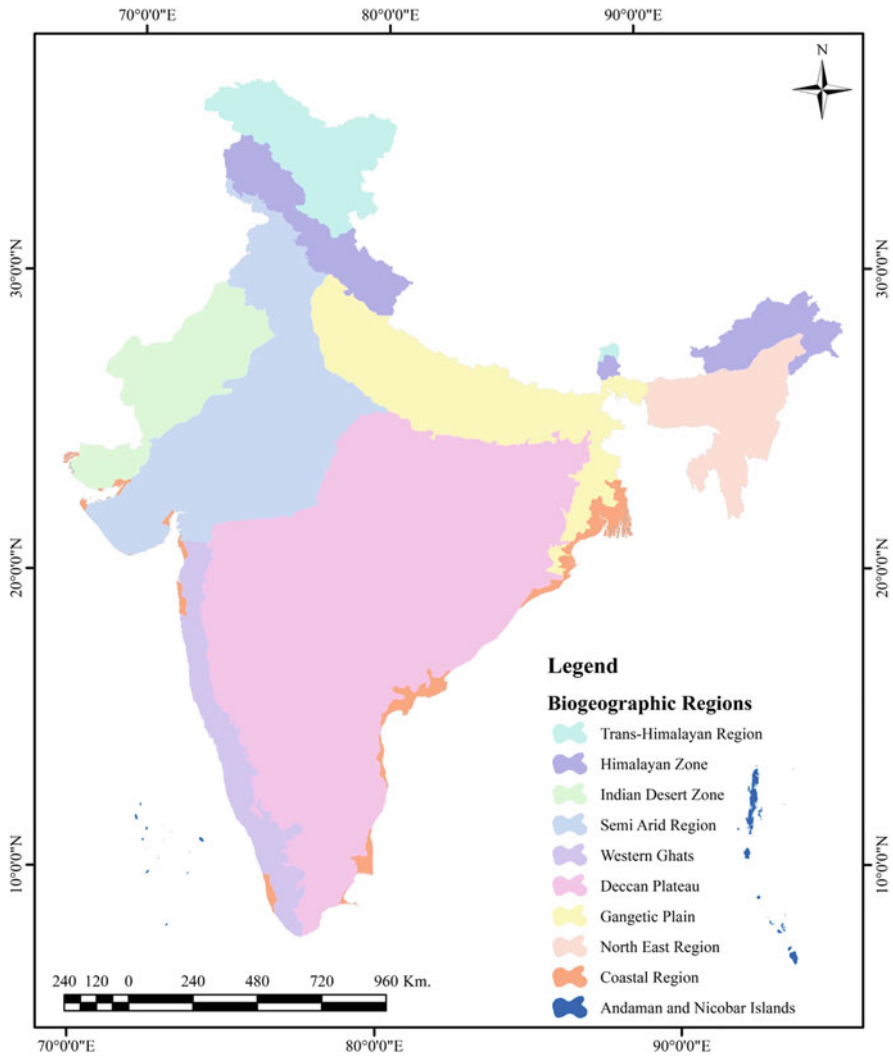 70°0'0"E 80°0'0"E 90°0'0"E
N
30°0'0"N 30°0'0"N
20°0'0"N 20°0'0"N
Legend
Biogeographic Regions
Trans-Himalayan Region
Himalayan Zone
Indian Desert Zone
Semi Arid Region
Western Ghats
10°0'0"N 10°0'0"N
Deccan Plateau
Gangetic Plain
North East Region
Coastal Region
240 120 0 240 480 720 960 Km.
Andaman and Nicobar Islands
70°0'0"E 80°0'0"E 90°0'0"E